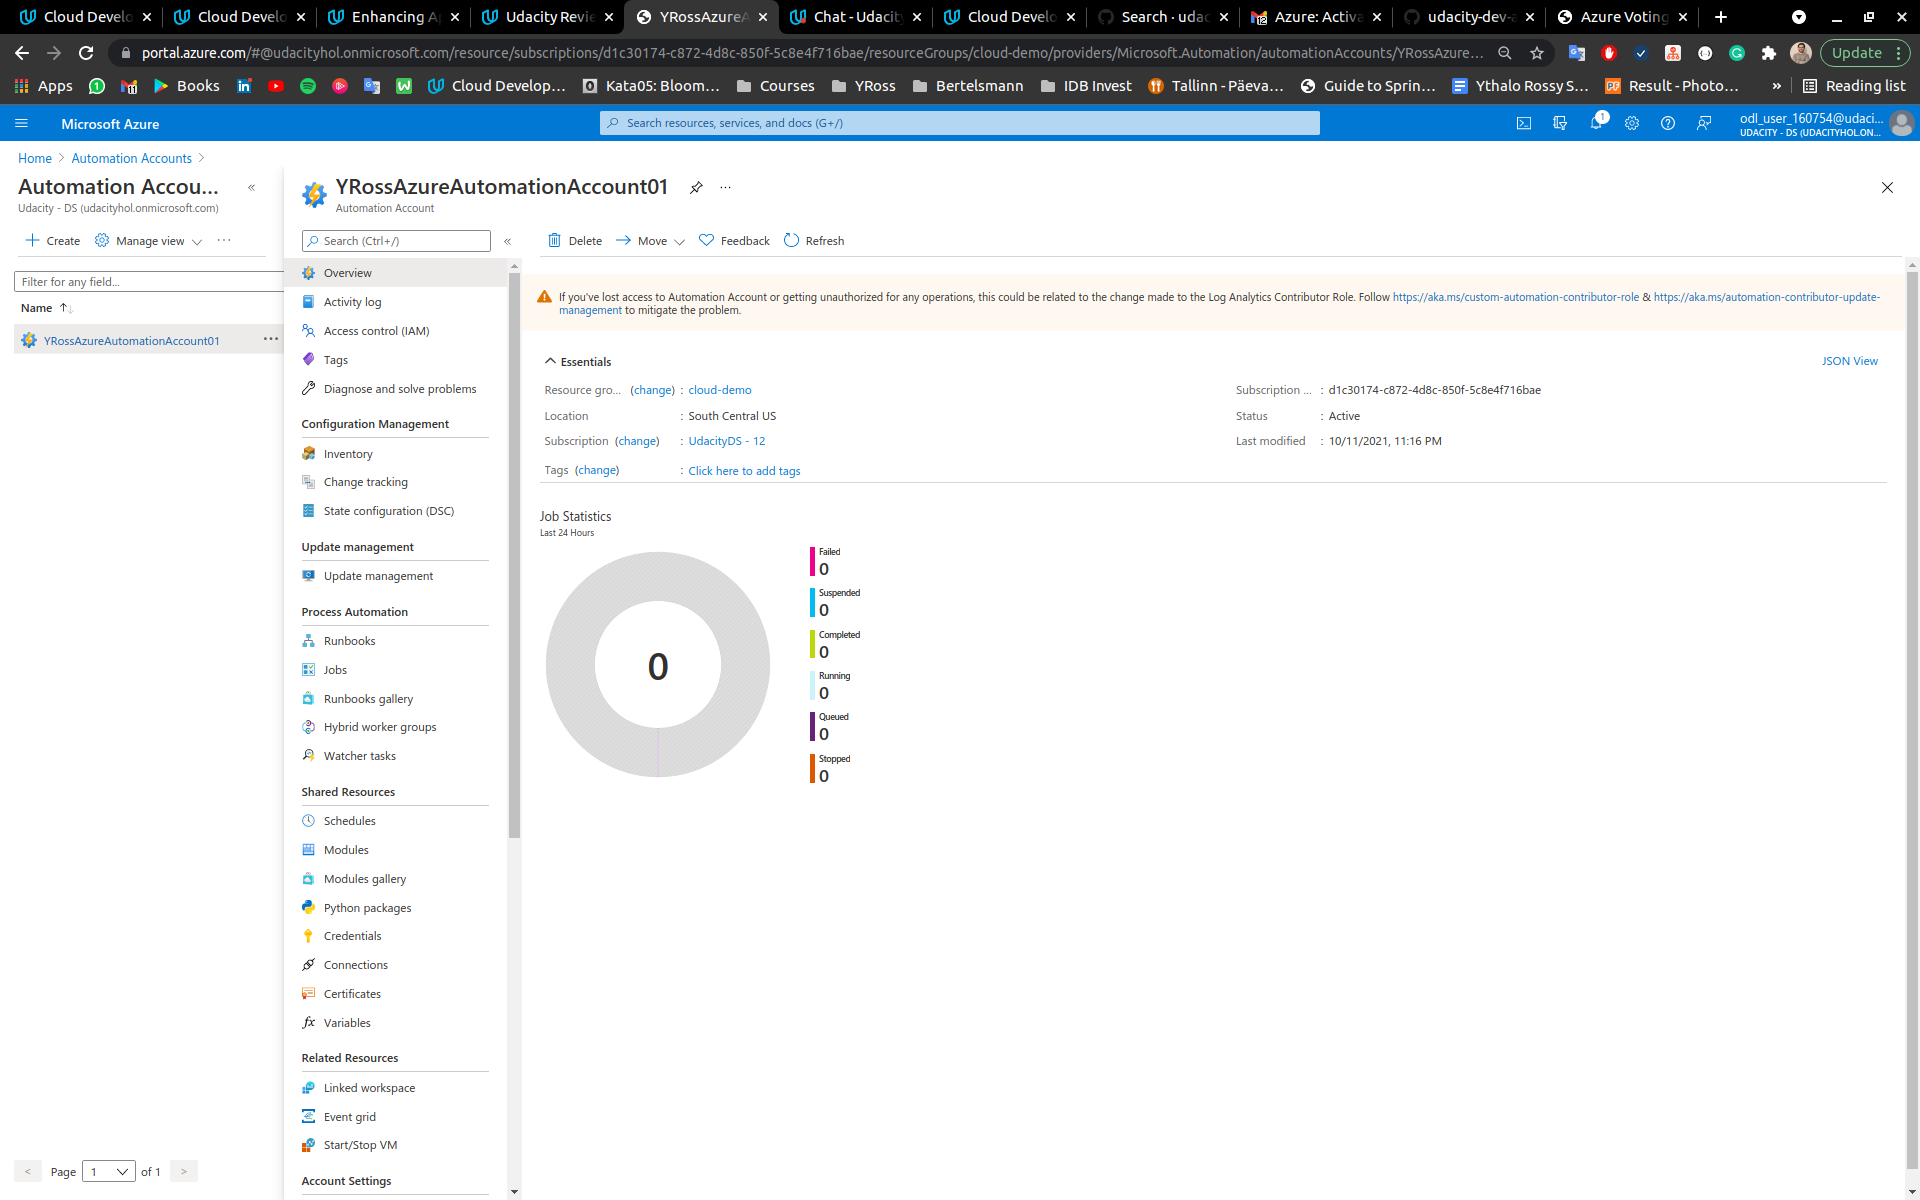 Cloud Develo
Cloud Develo
Enhancing A
Udacity Revie
YRossAzureA
Chat - Udacity
Cloud Develo
Search · udac
Azure: Activa
udacity-dev-a
Azure Voting
portal.azure.com/#@udacityhol.onmicrosoft.com/resource/subscriptions/d1c30174-c872-4d8c-850f-5c8e4f716bae/resourceGroups/cloud-demo/providers/Microsoft.Automation/automationAccounts/YRossAzure...
Update
Apps
Books
Cloud Develop...
Kata05: Bloom...
Courses
YRoss
Bertelsmann
IDB Invest
Tallinn - Päeva...
Guide to Sprin...
Ythalo Rossy S...
Result - Photo...
»
Reading list
Microsoft Azure
Search resources, services, and docs (G+/)
1
odl_user_160754@udaci...
UDACITY - DS (UDACITYHOL.ON...
Home > Automation Accounts >
Automation Accou...
«
Udacity - DS (udacityhol.onmicrosoft.com)
Create
Manage view
...
Filter for any field...
Name ↑↓
YRossAzureAutomationAccount01
...
< Page 1 of 1 >
YRossAzureAutomationAccount01
...
Automation Account
Search (Ctrl+/)
«
Overview
Activity log
Access control (IAM)
Tags
Diagnose and solve problems
Configuration Management
Inventory
Change tracking
State configuration (DSC)
Update management
Update management
Process Automation
Runbooks
Jobs
Runbooks gallery
Hybrid worker groups
Watcher tasks
Shared Resources
Schedules
Modules
Modules gallery
Python packages
Credentials
Connections
Certificates
Variables
Related Resources
Linked workspace
Event grid
Start/Stop VM
Account Settings
Delete
Move
Feedback
Refresh
If you've lost access to Automation Account or getting unauthorized for any operations, this could be related to the change made to the Log Analytics Contributor Role. Follow https://aka.ms/custom-automation-contributor-role & https://aka.ms/automation-contributor-update-
management to mitigate the problem.
Essentials
JSON View
Resource gro... (change) : cloud-demo
Location : South Central US
Subscription (change) : UdacityDS - 12
Tags (change) : Click here to add tags
Subscription ... : d1c30174-c872-4d8c-850f-5c8e4f716bae
Status : Active
Last modified : 10/11/2021, 11:16 PM
Job Statistics
Last 24 Hours
0
Failed
0
Suspended
0
Completed
0
Running
0
Queued
0
Stopped
0